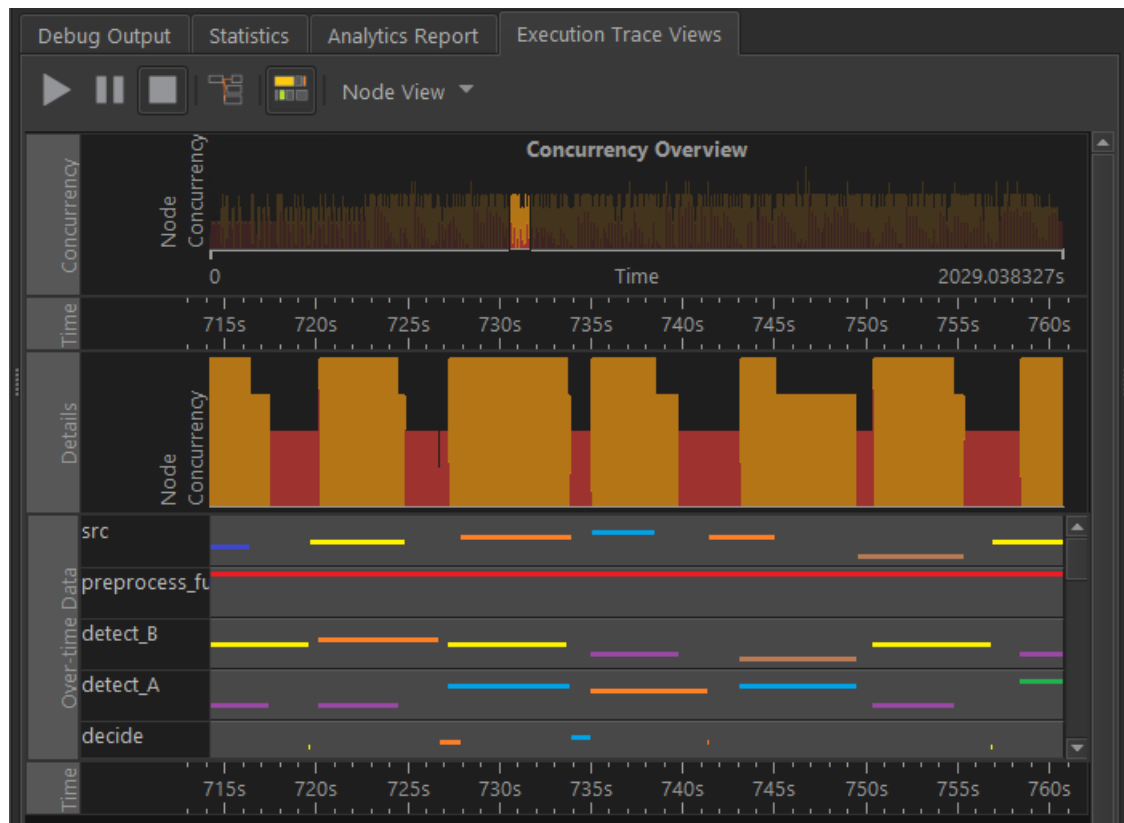 Debug Output Statistics Analytics Report Execution Trace Views
Node View
Concurrency
Node
Concurrency
Concurrency Overview
0 Time 2029.038327s
Time
715s 720s 725s 730s 735s 740s 745s 750s 755s 760s
Details
Node
Concurrency
Over-time Data
src
preprocess_fu
detect_B
detect_A
decide
Time
715s 720s 725s 730s 735s 740s 745s 750s 755s 760s